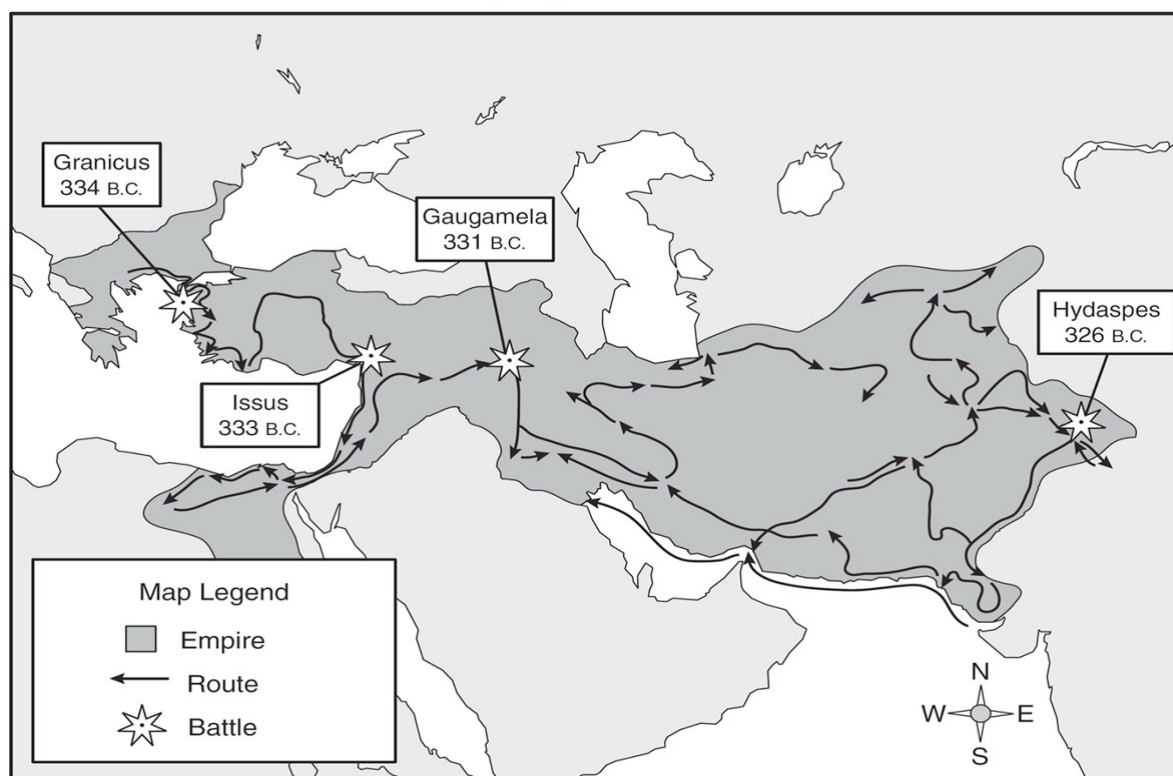 Granicus
334 B.C.
Gaugamela
331 B.C.
Hydaspes
326 B.C.
Issus
333 B.C.
Map Legend
Empire
Route
Battle
N
W E
S